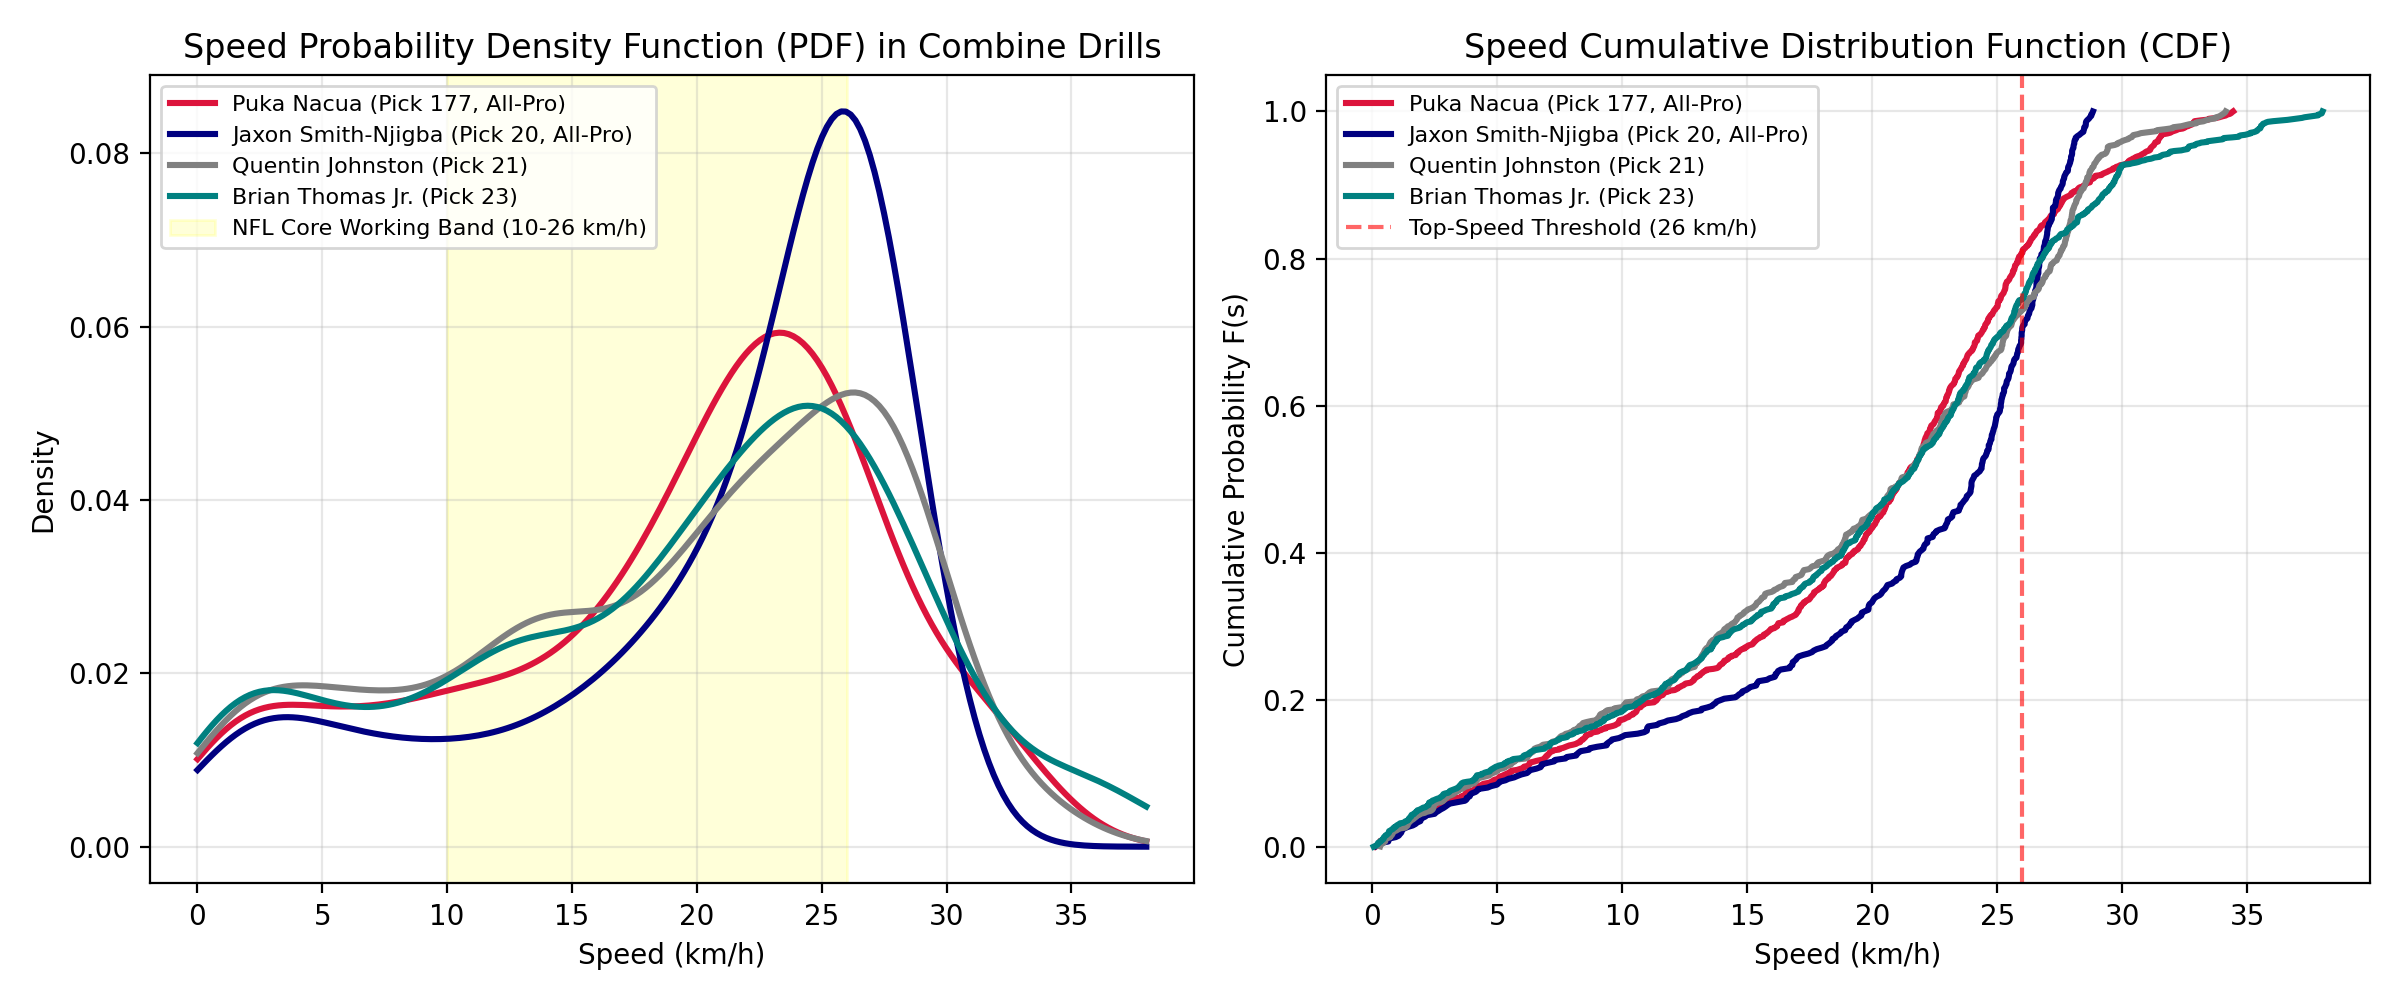 Speed Probability Density Function (PDF) in Combine Drills
Puka Nacua (Pick 177, All-Pro)
Jaxon Smith-Njigba (Pick 20, All-Pro)
Quentin Johnston (Pick 21)
Brian Thomas Jr. (Pick 23)
NFL Core Working Band (10-26 km/h)
Density
0.08
0.06
0.04
0.02
0.00
0 5 10 15 20 25 30 35
Speed (km/h)
Speed Cumulative Distribution Function (CDF)
Puka Nacua (Pick 177, All-Pro)
Jaxon Smith-Njigba (Pick 20, All-Pro)
Quentin Johnston (Pick 21)
Brian Thomas Jr. (Pick 23)
Top-Speed Threshold (26 km/h)
Cumulative Probability F(s)
1.0
0.8
0.6
0.4
0.2
0.0
0 5 10 15 20 25 30 35
Speed (km/h)